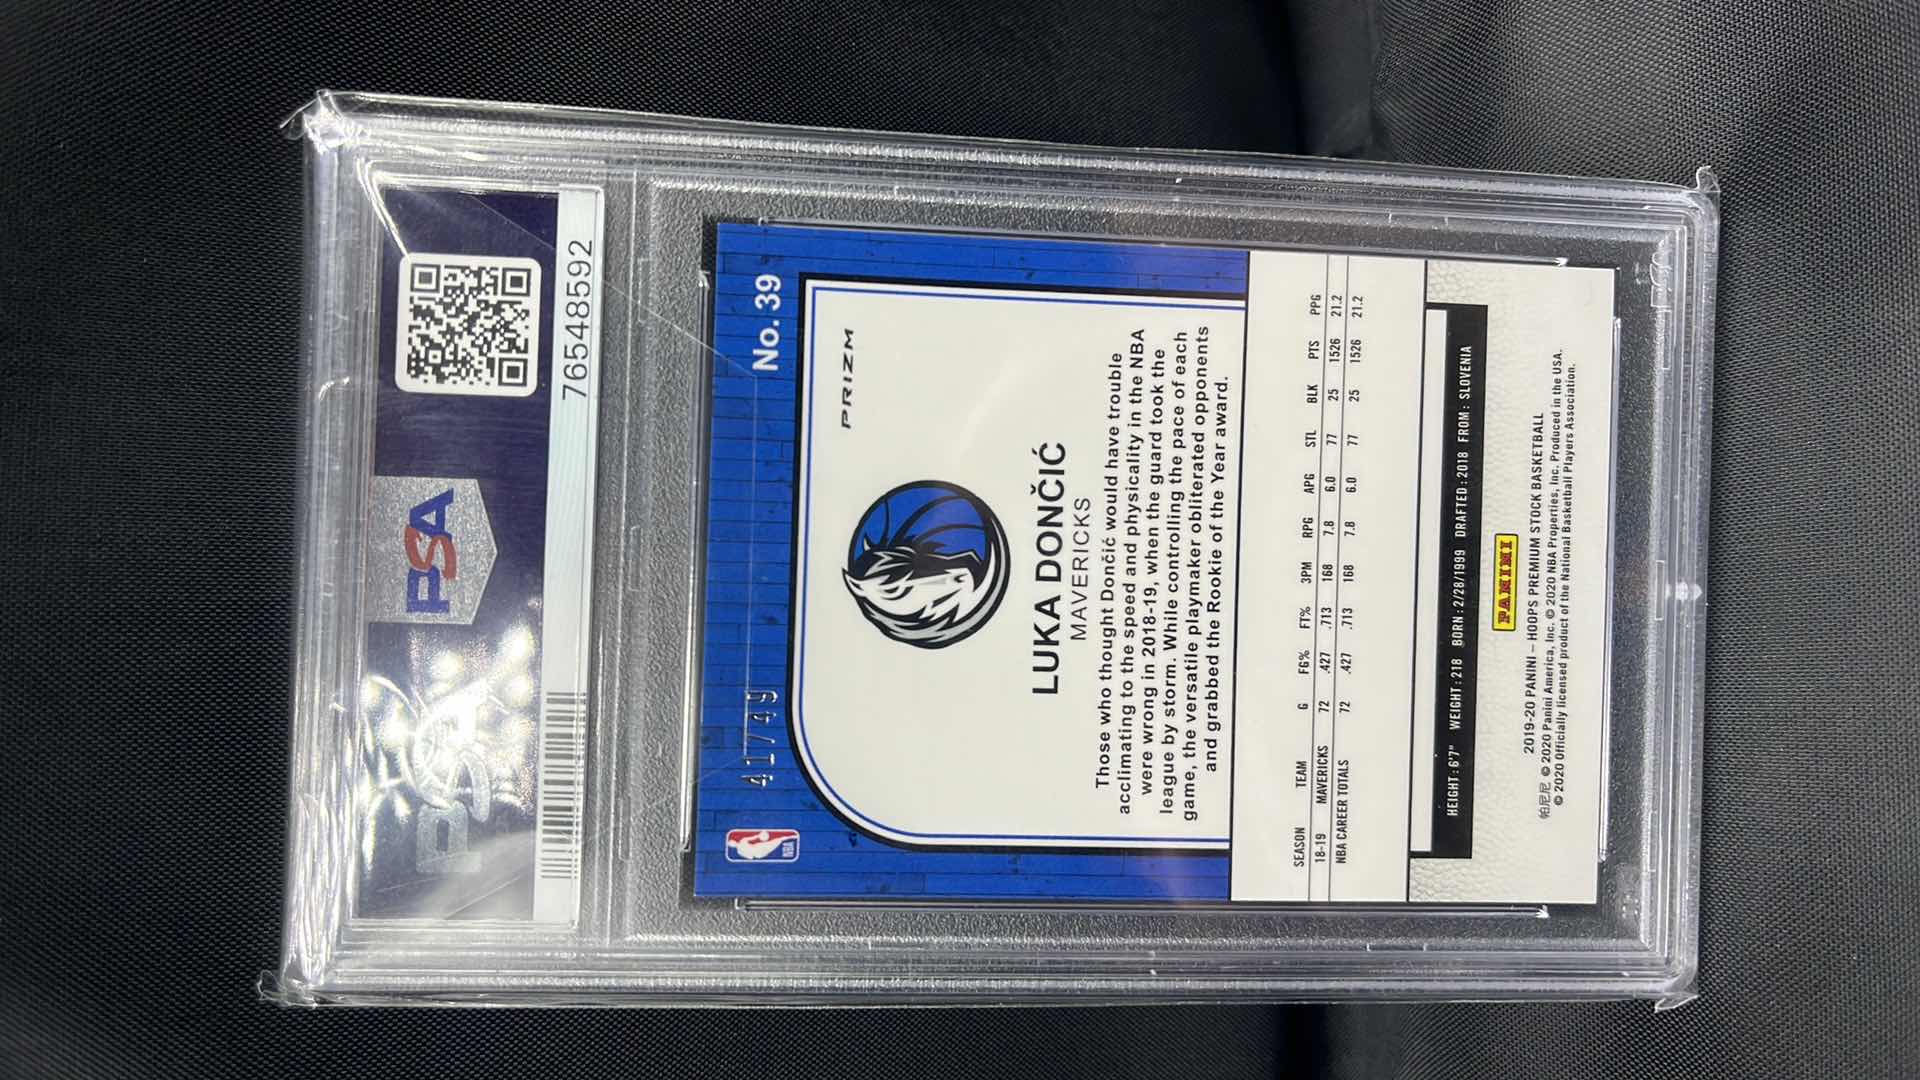 PSA
76548592
NBA
41/49
No. 39
PRIZM
LUKA DONČIĆ
MAVERICKS
Those who thought Dončić would have trouble
acclimating to the speed and physicality in the NBA
were wrong in 2018-19, when the guard took the
league by storm. While controlling the pace of each
game, the versatile playmaker obliterated opponents
and grabbed the Rookie of the Year award.
SEASON TEAM G FG% FT% 3PM RPG APG STL BLK PTS PPG
18-19 MAVERICKS 72 .427 .713 168 7.8 6.0 77 25 1526 21.2
NBA CAREER TOTALS 72 .427 .713 168 7.8 6.0 77 25 1526 21.2
HEIGHT: 6'7" WEIGHT: 218 BORN: 2/28/1999 DRAFTED: 2018 FROM: SLOVENIA
PANINI
2019-20 PANINI – HOOPS PREMIUM STOCK BASKETBALL
帕尼尼 © 2020 Panini America, Inc. © 2020 NBA Properties, Inc. Produced in the USA.
© 2020 Officially licensed product of the National Basketball Players Association.